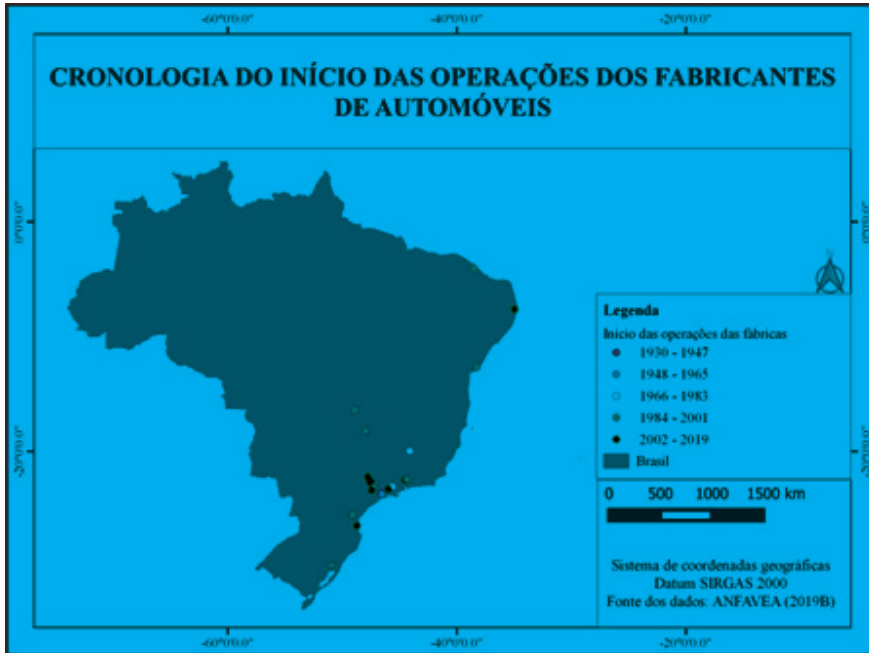 -60°0'0.0" -40°0'0.0" -20°0'0.0"
CRONOLOGIA DO INÍCIO DAS OPERAÇÕES DOS FABRICANTES
DE AUTOMÓVEIS
0°0'0.0" 0°0'0.0"
N
Legenda
Início das operações das fábricas
1930 - 1947
1948 - 1965
1966 - 1983
1984 - 2001
2002 - 2019
Brasil
-20°0'0.0" -20°0'0.0"
0 500 1000 1500 km
Sistema de coordenadas geográficas
Datum SIRGAS 2000
Fonte dos dados: ANFAVEA (2019B)
-60°0'0.0" -40°0'0.0" -20°0'0.0"